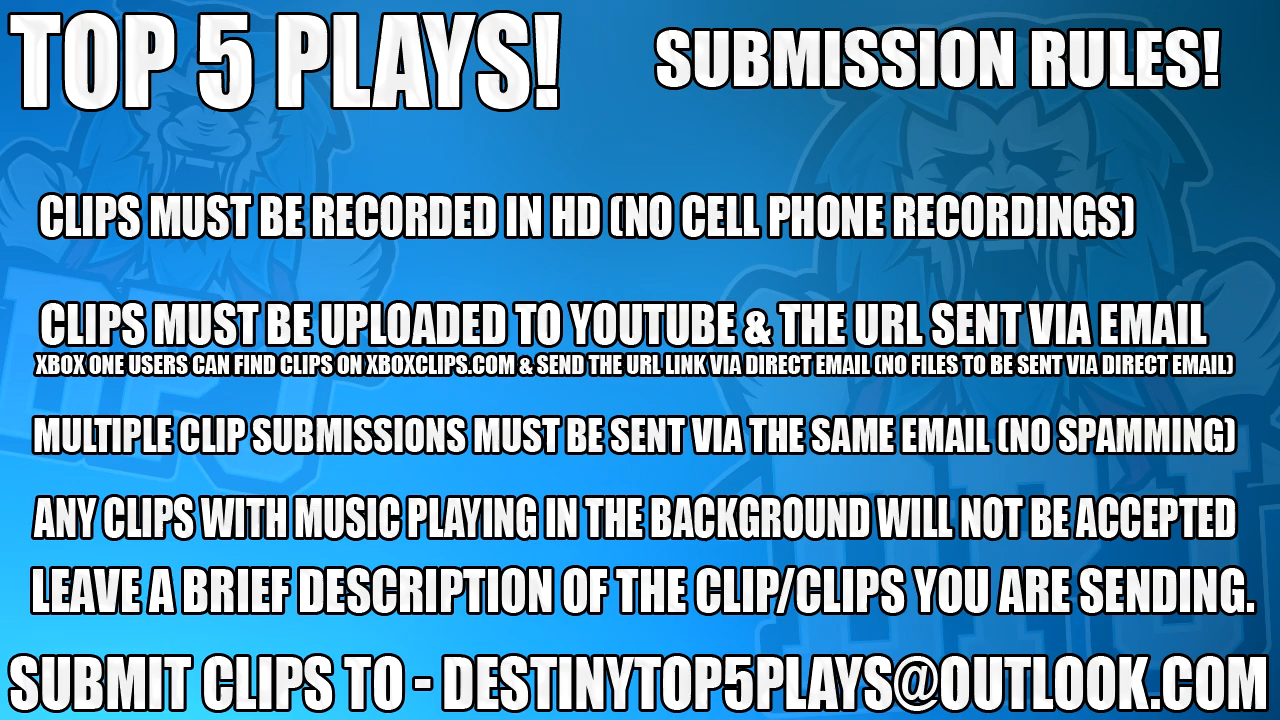 TOP 5 PLAYS!
SUBMISSION RULES!
CLIPS MUST BE RECORDED IN HD (NO CELL PHONE RECORDINGS)
CLIPS MUST BE UPLOADED TO YOUTUBE & THE URL SENT VIA EMAIL
XBOX ONE USERS CAN FIND CLIPS ON XBOXCLIPS.COM & SEND THE URL LINK VIA DIRECT EMAIL (NO FILES TO BE SENT VIA DIRECT EMAIL)
MULTIPLE CLIP SUBMISSIONS MUST BE SENT VIA THE SAME EMAIL (NO SPAMMING)
ANY CLIPS WITH MUSIC PLAYING IN THE BACKGROUND WILL NOT BE ACCEPTED
LEAVE A BRIEF DESCRIPTION OF THE CLIP/CLIPS YOU ARE SENDING.
SUBMIT CLIPS TO - DESTINYTOP5PLAYS@OUTLOOK.COM